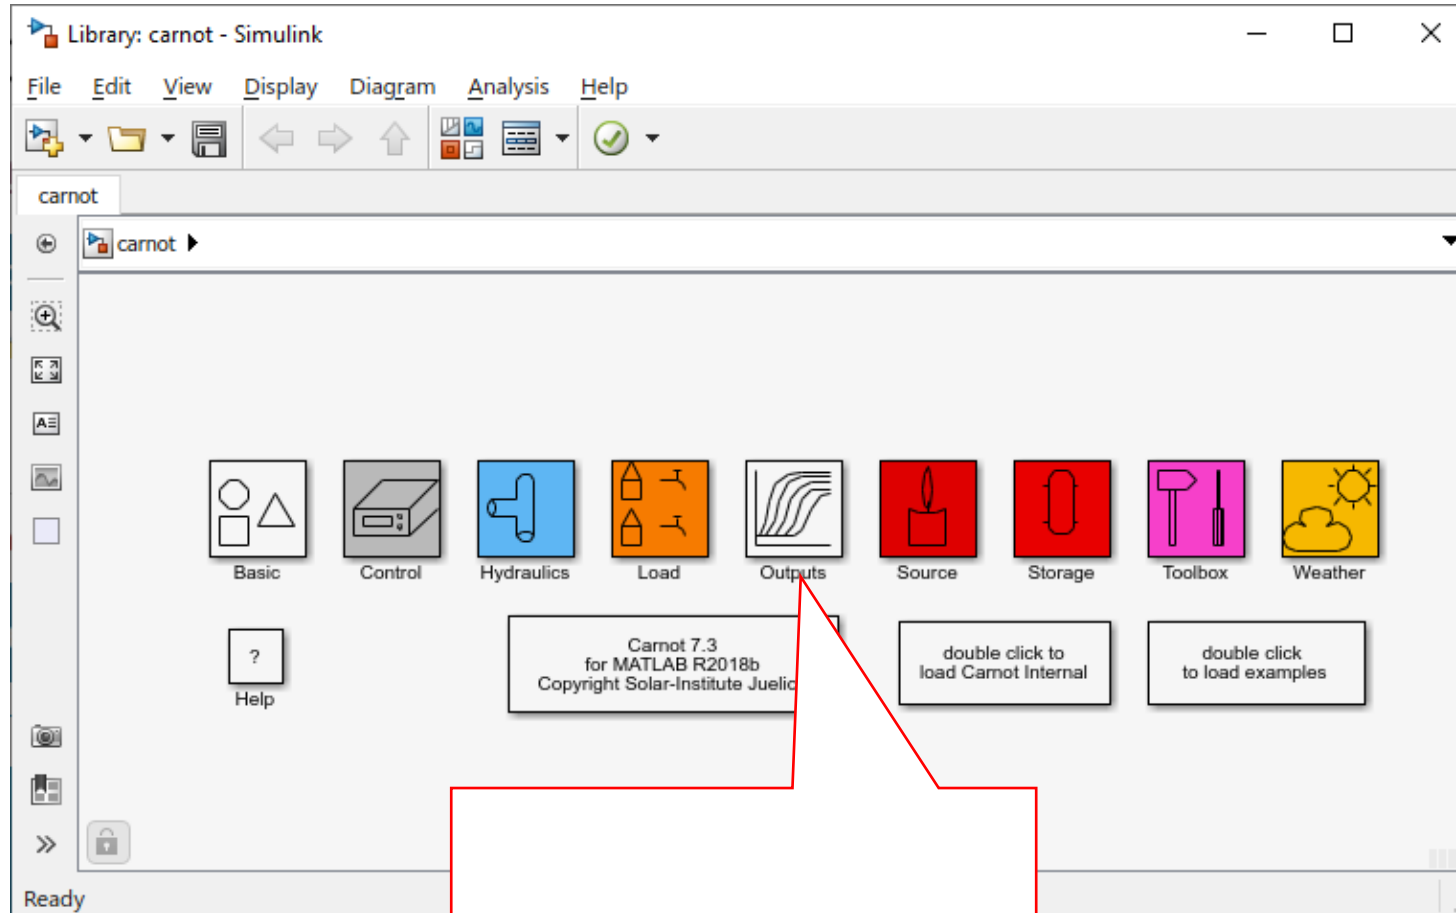 Library: carnot - Simulink
File Edit View Display Diagram Analysis Help
carnot
carnot
Basic Control Hydraulics Load Outputs Source Storage Toolbox Weather
?
Help
Carnot 7.3
for MATLAB R2018b
Copyright Solar-Institute
double click to
load Carnot Internal
double click
to load examples
Ready